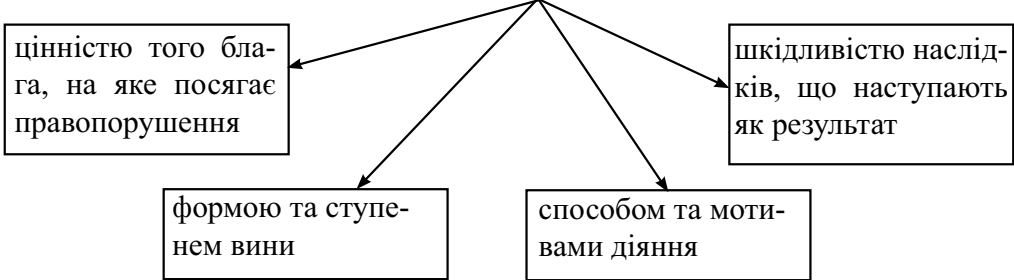 цінністю того бла-
га, на яке посягає
правопорушення
шкідливістю наслід-
ків, що наступають
як результат
формою та ступе-
нем вини
способом та моти-
вами діяння